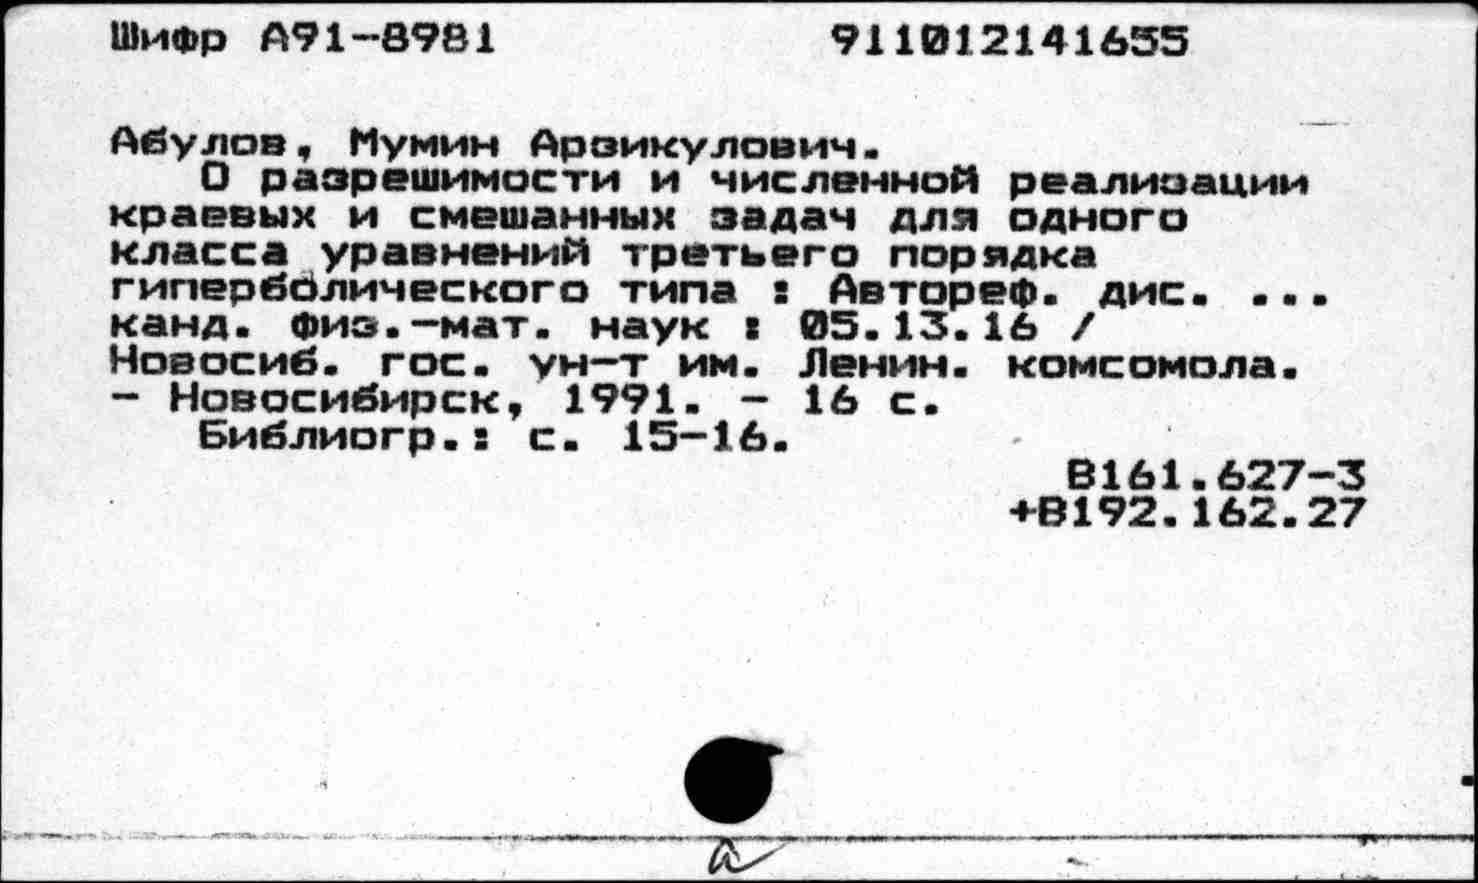 Шифр А91-8981 911012141655
Абулов, Мумин Арзикулович.
О разрешимости и численной реализации
краевых и смешанных задач для одного
класса уравнений третьего порядка
гиперболического типа : Автореф. дис. ...
канд. физ.-мат. наук : 05.13.16 /
Новосиб. гос. ун-т им. Ленин. комсомола.
- Новосибирск, 1991. - 16 с.
Библиогр.: с. 15-16.
В161.627-3
+В192.162.27